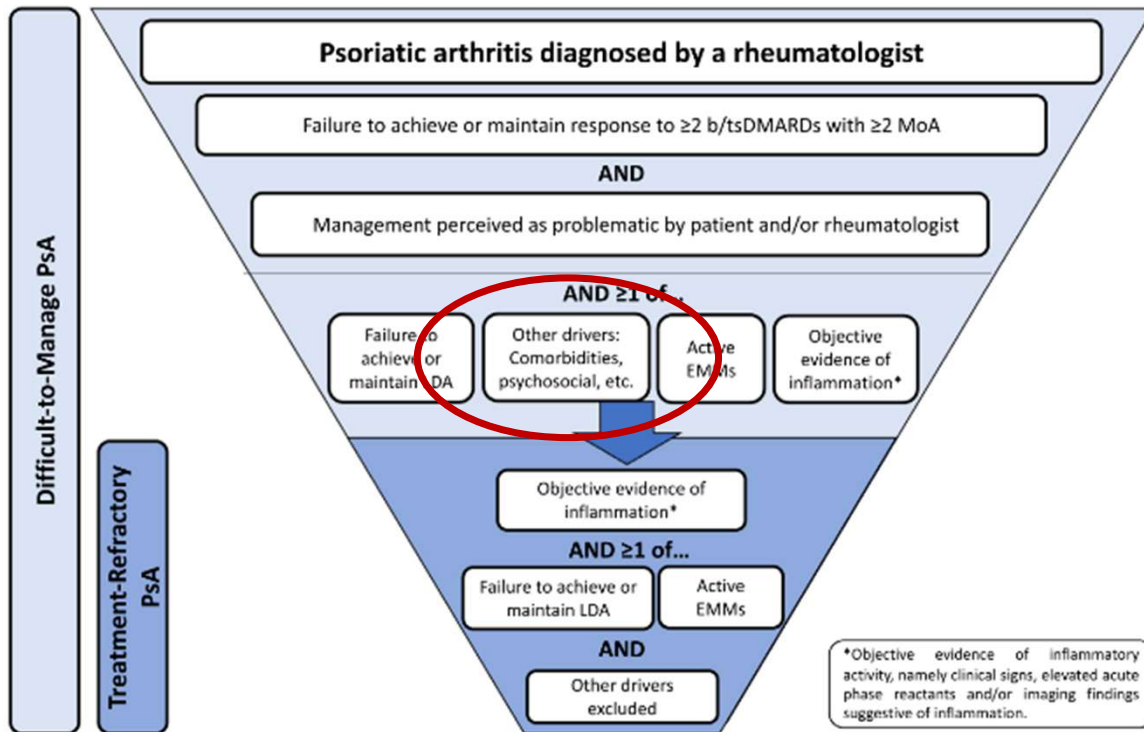 Difficult-to-Manage PsA
Treatment-Refractory
PsA
Psoriatic arthritis diagnosed by a rheumatologist
Failure to achieve or maintain response to ≥2 b/tsDMARDs with ≥2 MoA
AND
Management perceived as problematic by patient and/or rheumatologist
AND ≥1 of...
Failure to
achieve or
maintain LDA
Other drivers:
Comorbidities,
psychosocial, etc.
Active
EMMs
Objective
evidence of
inflammation*
Objective evidence of
inflammation*
AND ≥1 of...
Failure to achieve or
maintain LDA
Active
EMMs
AND
Other drivers
excluded
*Objective evidence of inflammatory
activity, namely clinical signs, elevated acute
phase reactants and/or imaging findings
suggestive of inflammation.